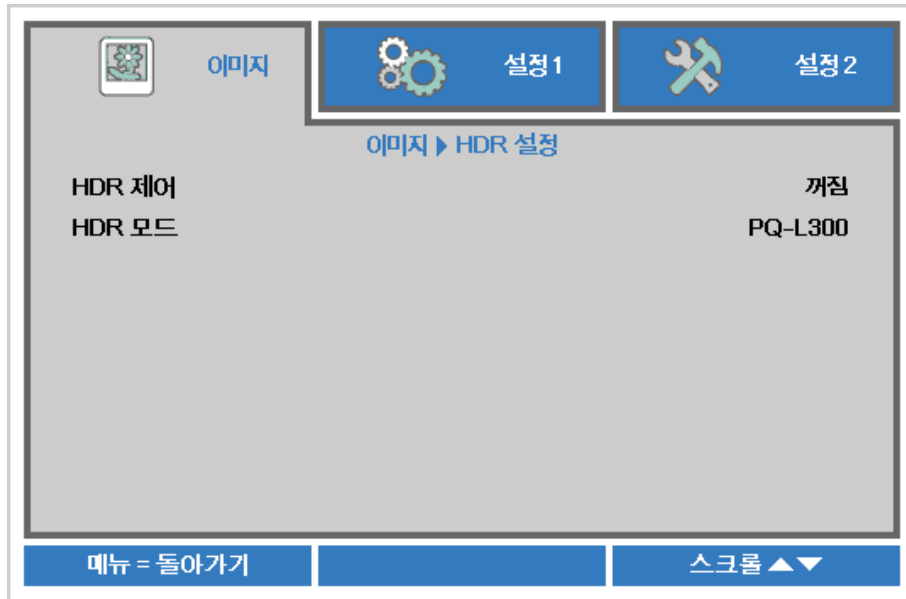 이미지
설정 1
설정 2
이미지 ▶ HDR 설정
HDR 제어 꺼짐
HDR 모드 PQ-L300
메뉴 = 돌아가기
스크롤 ▲▼